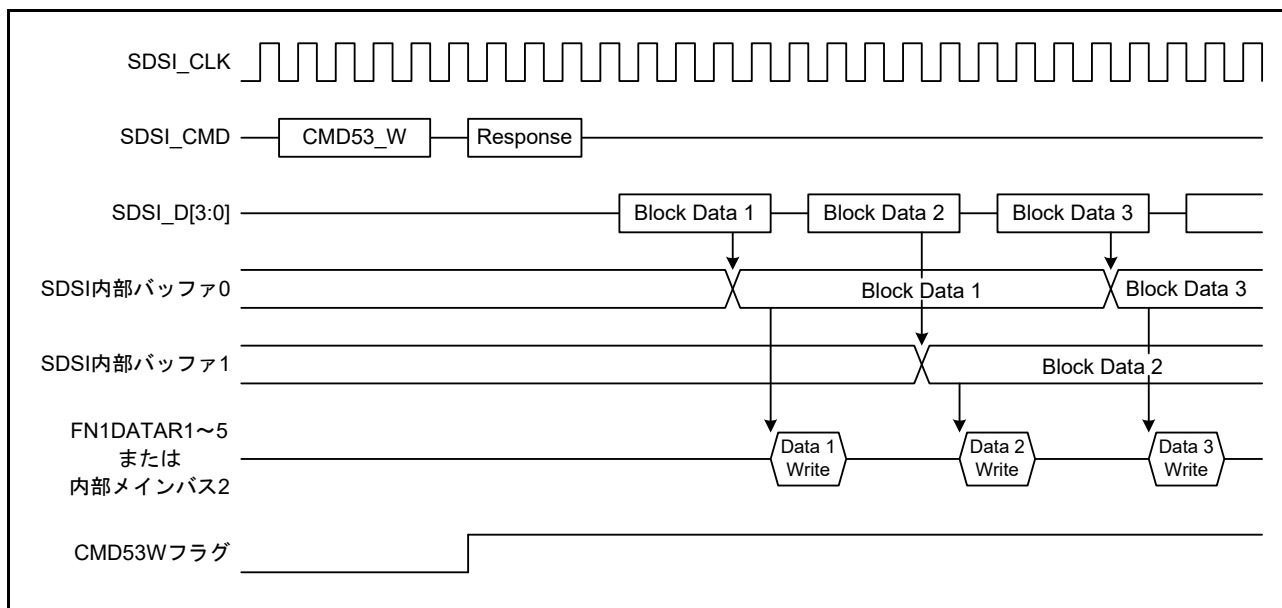 SDSI_CLK
SDSI_CMD
CMD53_W
Response
SDSI_D[3:0]
Block Data 1
Block Data 2
Block Data 3
SDSI内部バッファ0
Block Data 1
Block Data 3
SDSI内部バッファ1
Block Data 2
FN1DATAR1~5
または
内部メインバス2
Data 1
Write
Data 2
Write
Data 3
Write
CMD53Wフラグ